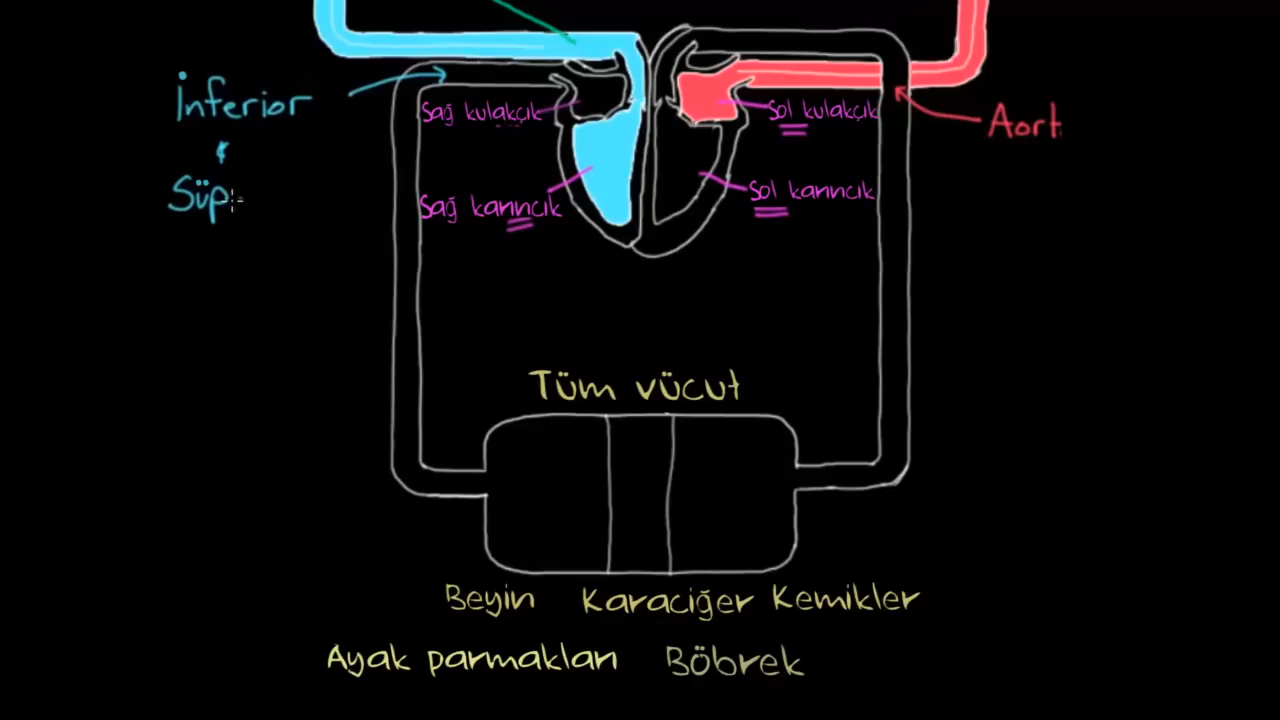 İnferior
&
Süp
Sağ kulakçık
Sol kulakçık
Aort
Sağ karıncık
Sol karıncık
Tüm vücut
Beyin Karaciğer Kemikler
Ayak parmakları Böbrek